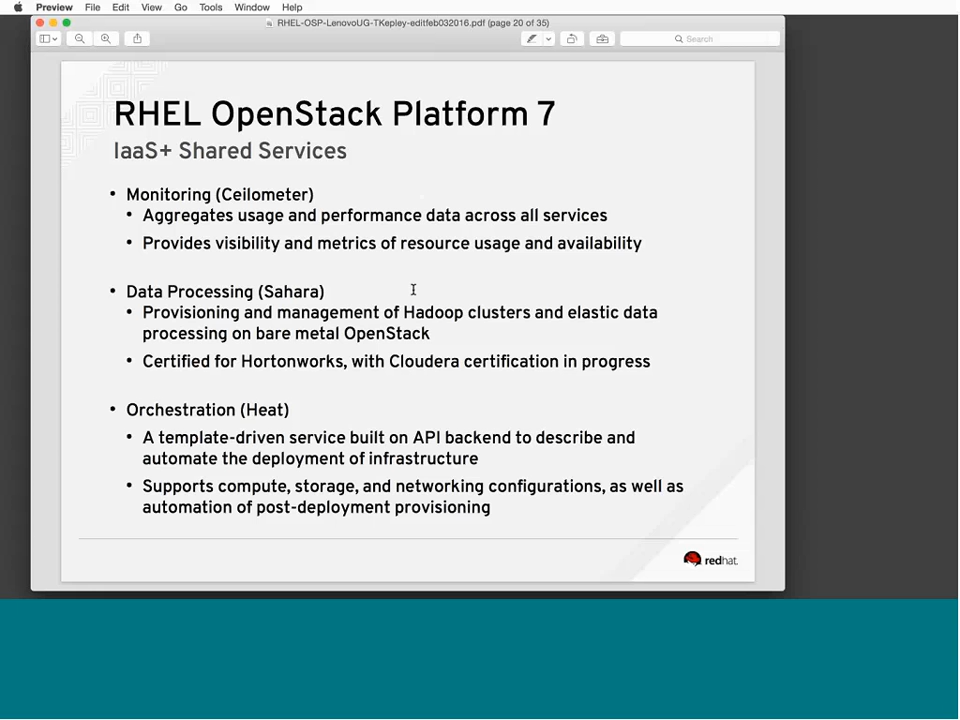 Preview File Edit View Go Tools Window Help
RHEL-OSP-LenovoUG-TKepley-editfeb032016.pdf (page 20 of 35)
Search
RHEL OpenStack Platform 7
IaaS+ Shared Services
• Monitoring (Ceilometer)
• Aggregates usage and performance data across all services
• Provides visibility and metrics of resource usage and availability
• Data Processing (Sahara)
• Provisioning and management of Hadoop clusters and elastic data
processing on bare metal OpenStack
• Certified for Hortonworks, with Cloudera certification in progress
• Orchestration (Heat)
• A template-driven service built on API backend to describe and
automate the deployment of infrastructure
• Supports compute, storage, and networking configurations, as well as
automation of post-deployment provisioning
redhat.